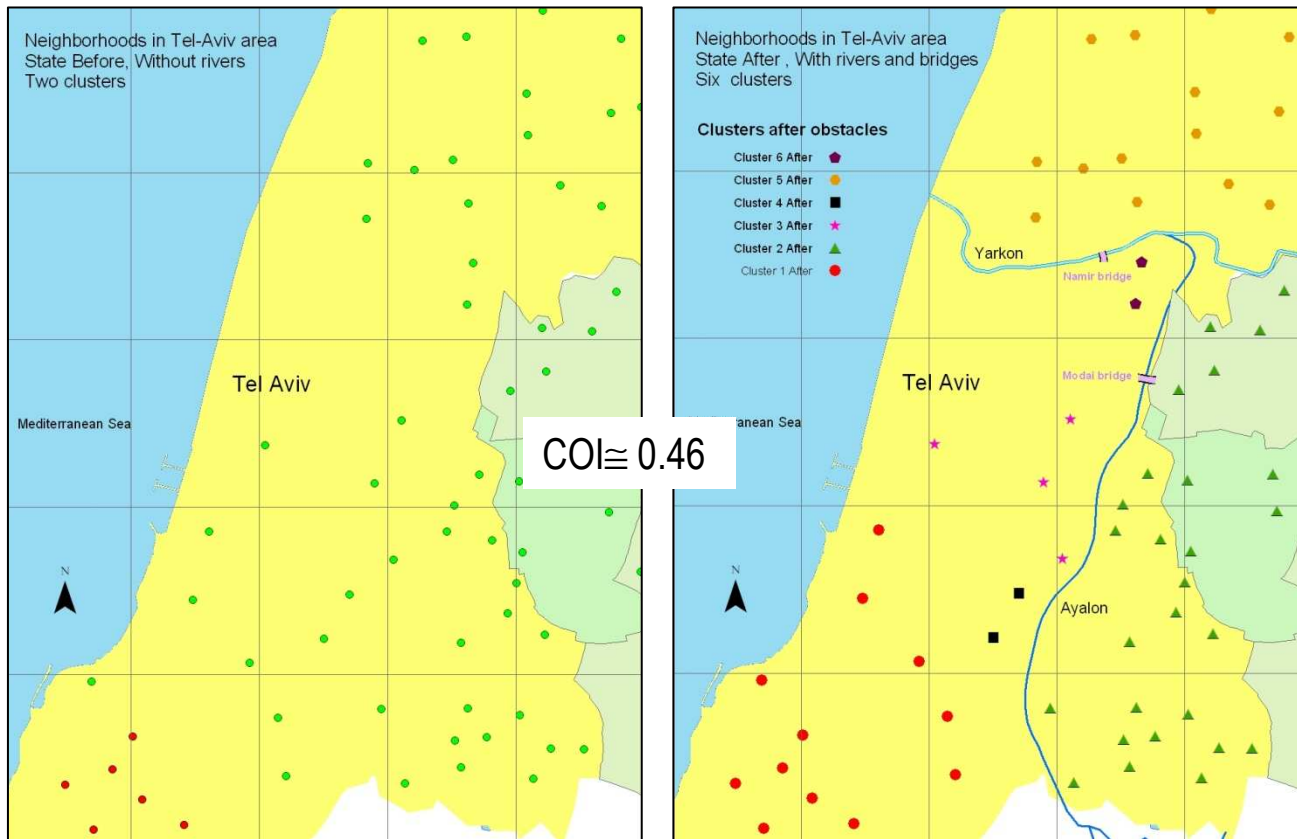 Neighborhoods in Tel-Aviv area
State Before, Without rivers
Two clusters
Tel Aviv
Mediterranean Sea
N
COI≅ 0.46
Neighborhoods in Tel-Aviv area
State After , With rivers and bridges
Six clusters
Clusters after obstacles
Cluster 6 After
Cluster 5 After
Cluster 4 After
Cluster 3 After
Cluster 2 After
Cluster 1 After
Yarkon
Namir bridge
Modai bridge
Tel Aviv
ranean Sea
N
Ayalon